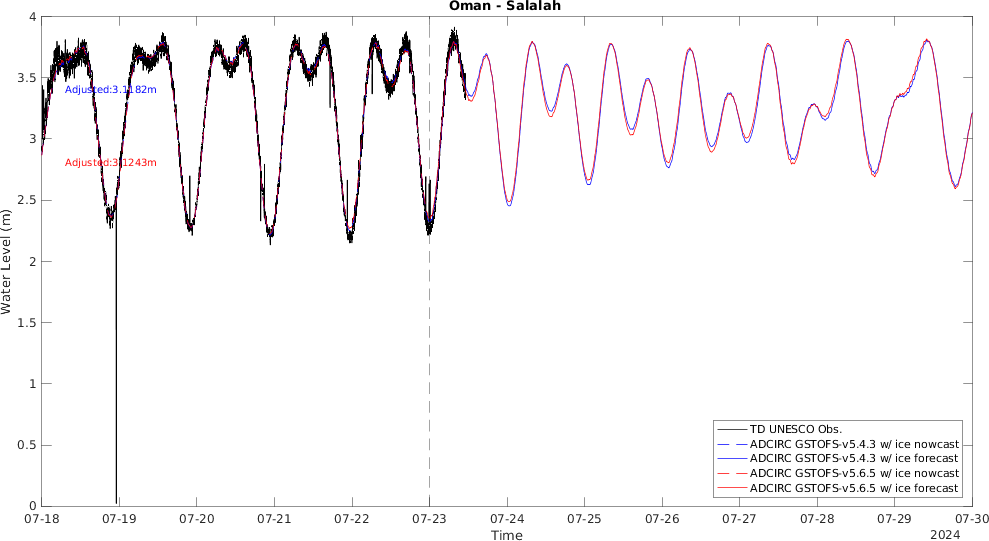 Oman - Salalah
4
3.5
3
2.5
2
1.5
1
0.5
0
Water Level (m)
Adjusted:3.1182m
Adjusted:3.1243m
TD UNESCO Obs.
ADCIRC GSTOFS-v5.4.3 w/ ice nowcast
ADCIRC GSTOFS-v5.4.3 w/ ice forecast
ADCIRC GSTOFS-v5.6.5 w/ ice nowcast
ADCIRC GSTOFS-v5.6.5 w/ ice forecast
07-18 07-19 07-20 07-21 07-22 07-23 07-24 07-25 07-26 07-27 07-28 07-29 07-30
Time
2024